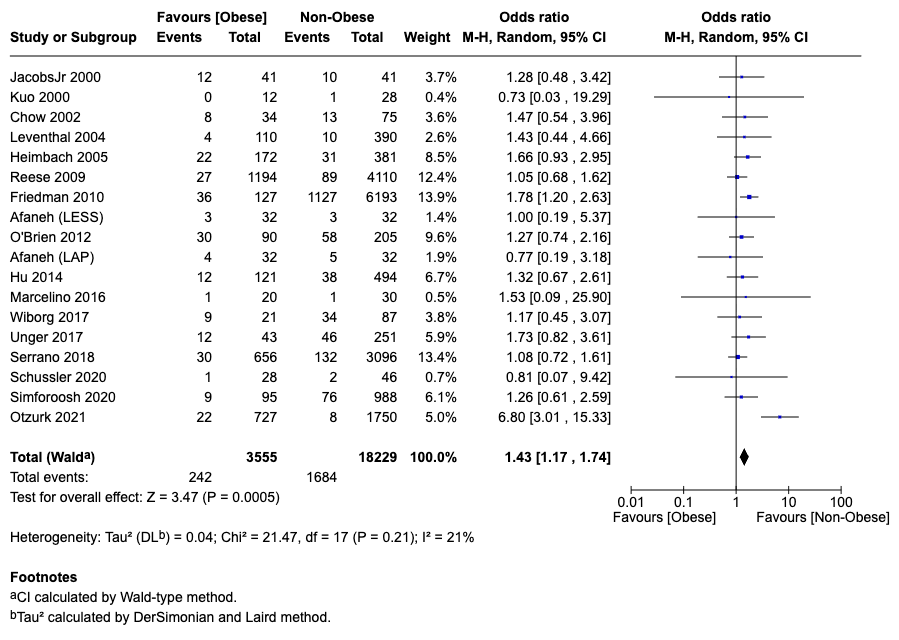 Favours [Obese] Non-Obese Odds ratio Odds ratio
Study or Subgroup Events Total Events Total Weight M-H, Random, 95% CI M-H, Random, 95% CI
JacobsJr 2000 12 41 10 41 3.7% 1.28 [0.48 , 3.42]
Kuo 2000 0 12 1 28 0.4% 0.73 [0.03 , 19.29]
Chow 2002 8 34 13 75 3.6% 1.47 [0.54 , 3.96]
Leventhal 2004 4 110 10 390 2.6% 1.43 [0.44 , 4.66]
Heimbach 2005 22 172 31 381 8.5% 1.66 [0.93 , 2.95]
Reese 2009 27 1194 89 4110 11.2% 1.05 [0.68 , 1.62]
Friedman 2010 36 127 1127 6193 13.9% 1.78 [1.20 , 2.63]
Afaneh (LESS) 3 32 3 32 1.4% 1.00 [0.19 , 5.37]
O'Brien 2012 30 90 58 205 9.6% 1.27 [0.74 , 2.16]
Afaneh (LAP) 4 32 5 32 1.8% 0.77 [0.19 , 3.18]
Hu 2014 12 121 38 494 6.7% 1.32 [0.67 , 2.61]
Marcelino 2016 1 20 1 30 0.5% 1.53 [0.09 , 25.90]
Wiborg 2017 9 21 34 87 3.8% 1.17 [0.45 , 3.07]
Unger 2017 12 43 46 251 5.9% 1.73 [0.82 , 3.61]
Serrano 2018 30 656 132 3096 13.4% 1.08 [0.72 , 1.61]
Schussler 2020 1 28 2 46 0.7% 0.81 [0.07 , 9.42]
Simforoosh 2020 9 95 76 988 6.1% 1.26 [0.61 , 2.59]
Otzurk 2021 22 727 8 1750 5.0% 6.80 [3.01 , 15.33]
Total (Waldᵃ) 3555 18229 100.0% 1.43 [1.17 , 1.74]
Total events: 242 1684
Test for overall effect: Z = 3.47 (P = 0.0005)
0.01 0.1 1 10 100
Favours [Obese] Favours [Non-Obese]
Heterogeneity: Tau² (DLᵇ) = 0.04; Chi² = 21.47, df = 17 (P = 0.21); I² = 21%
Footnotes
ᵃCI calculated by Wald-type method.
ᵇTau² calculated by DerSimonian and Laird method.